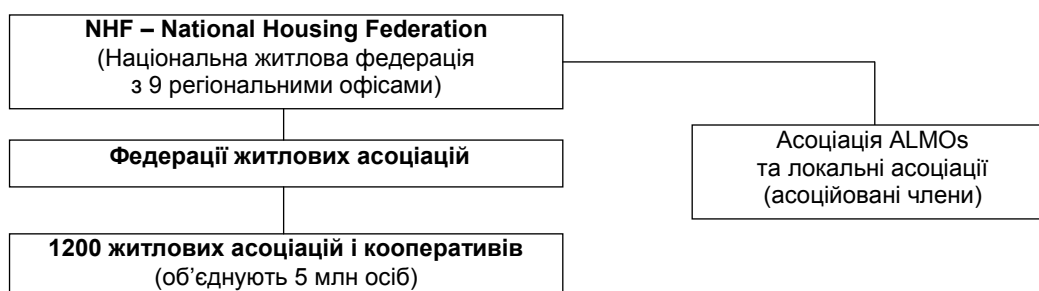 NHF – National Housing Federation
(Національна житлова федерація
з 9 регіональними офісами)
Федерації житлових асоціацій
1200 житлових асоціацій і кооперативів
(об’єднують 5 млн осіб)
Асоціація ALMOs
та локальні асоціації
(асоційовані члени)